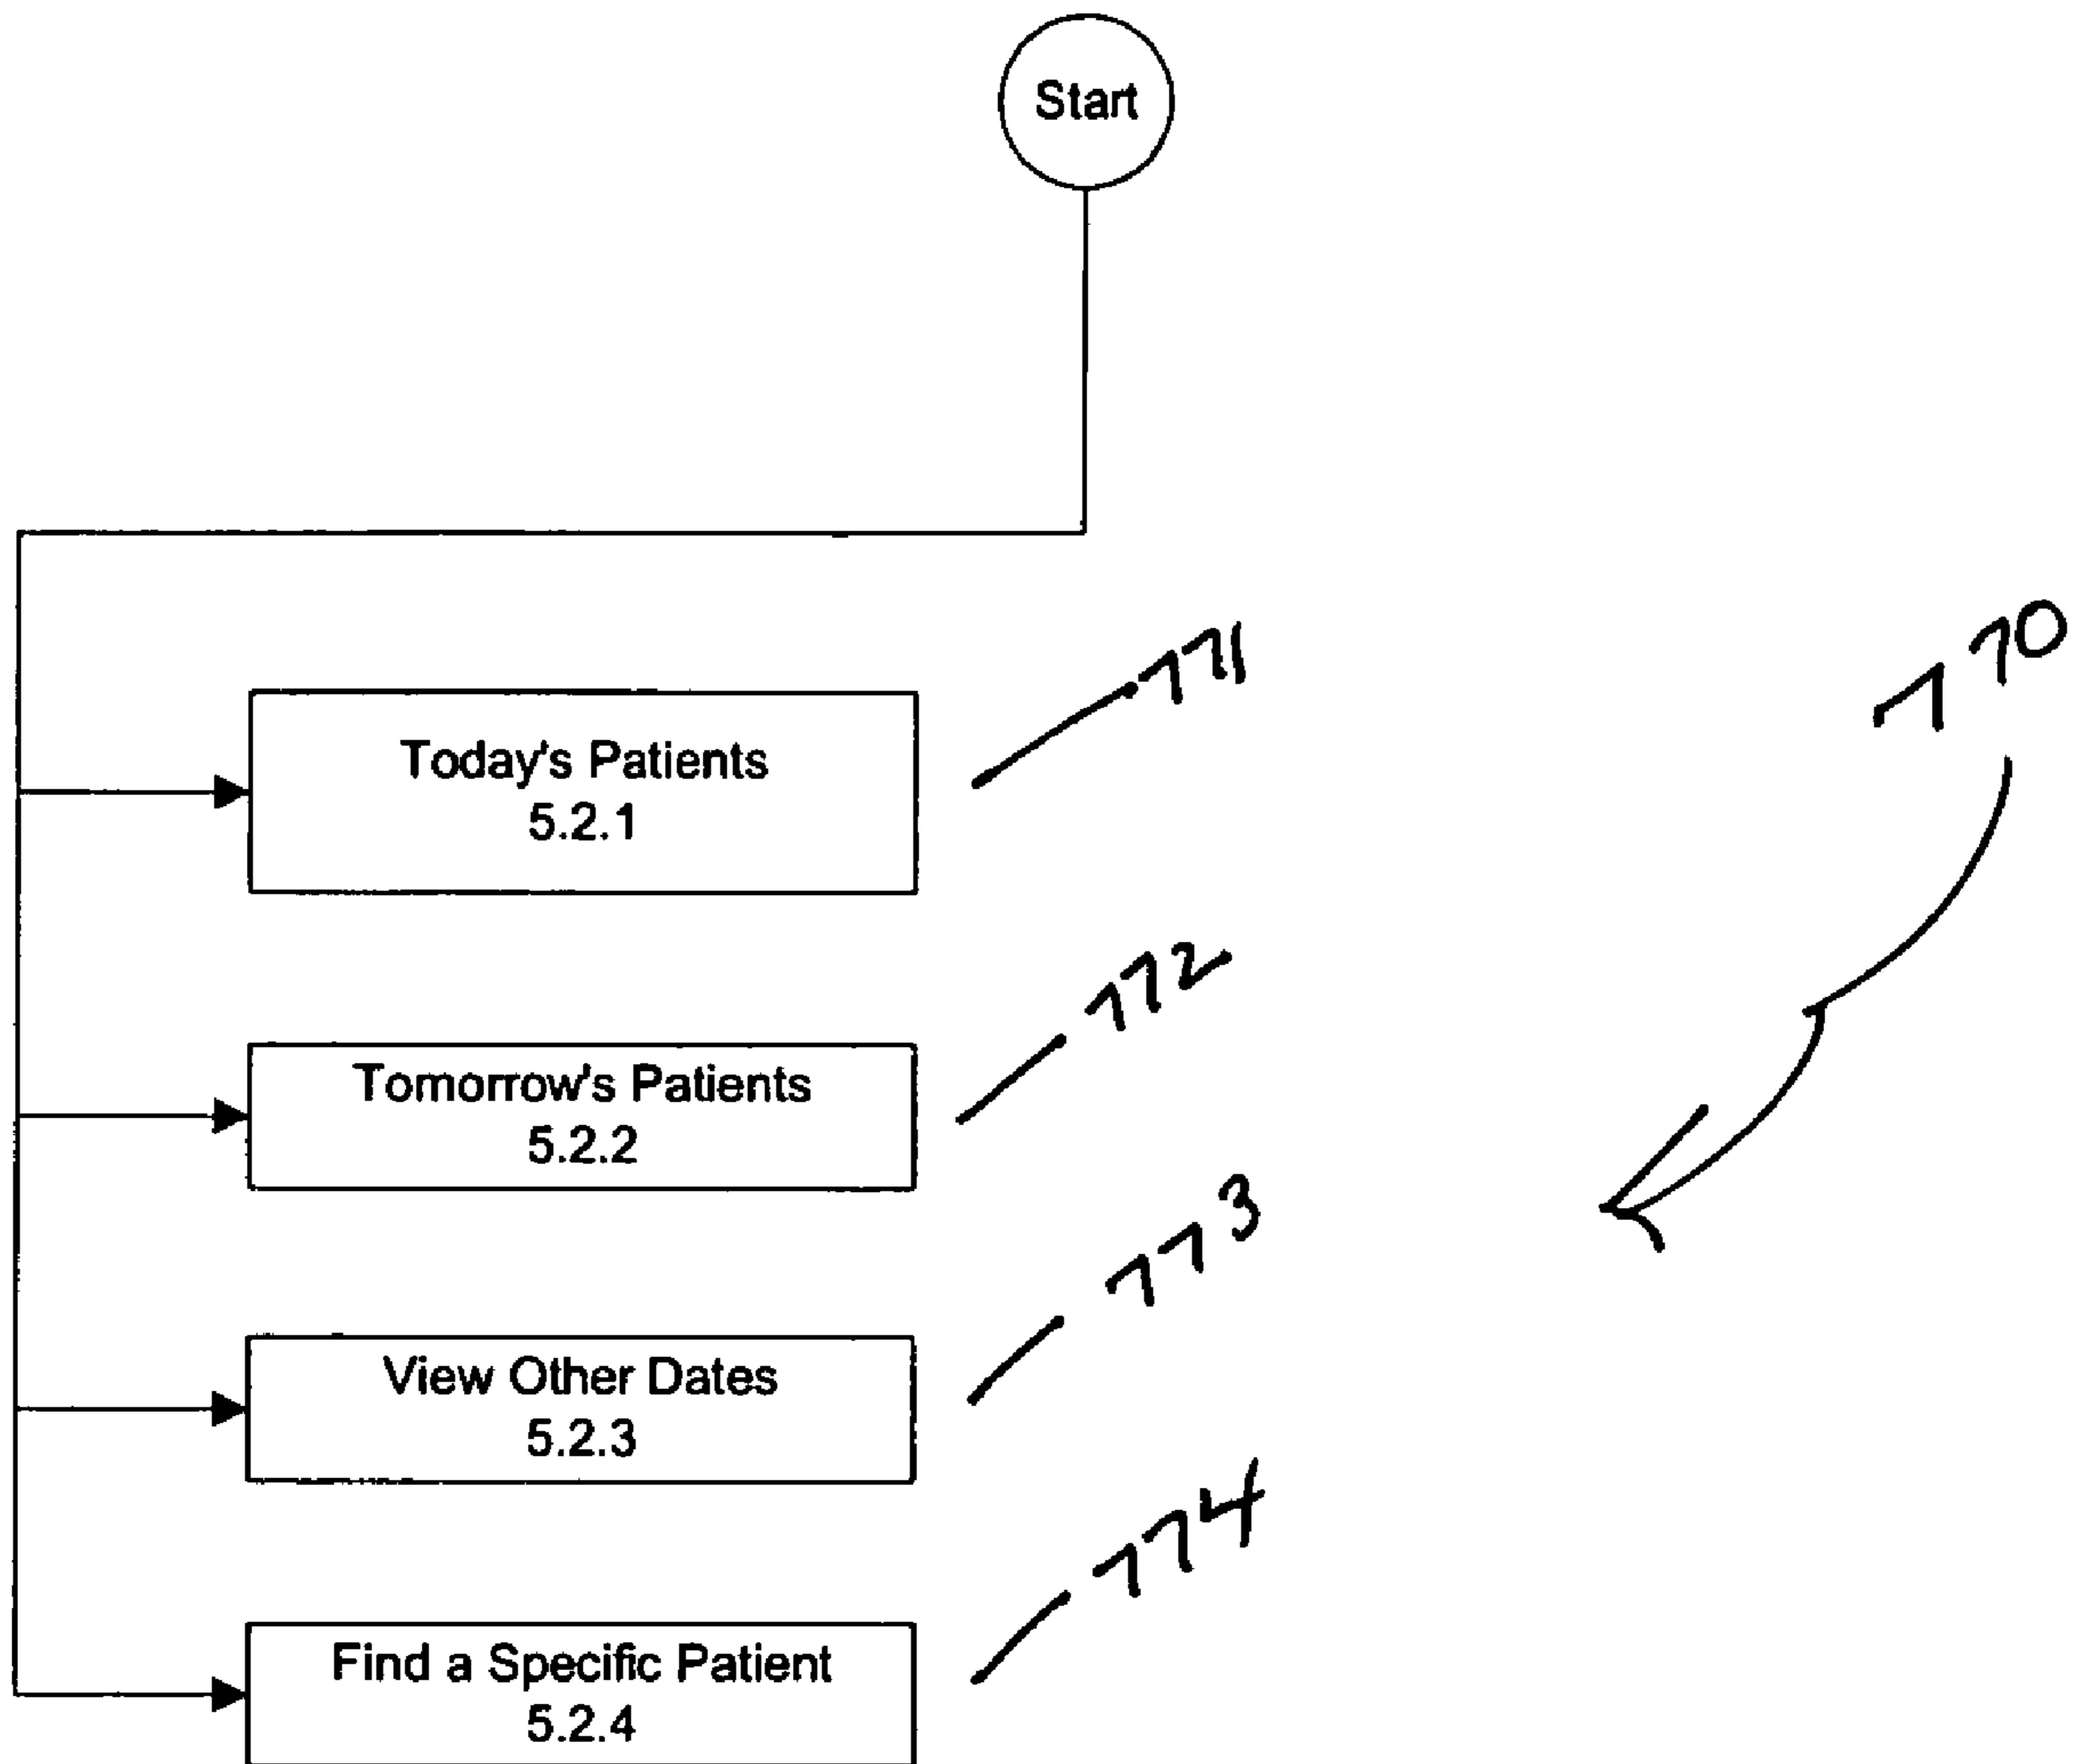 Start
771
770
Today's Patients
5.2.1
772
Tomorrow's Patients
5.2.2
773
View Other Dates
5.2.3
774
Find a Specific Patient
5.2.4